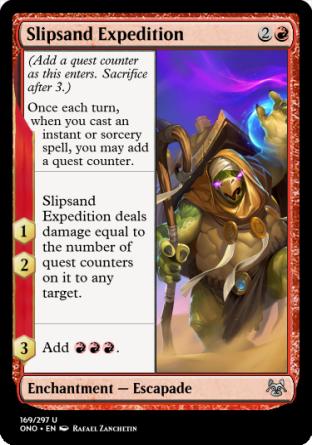 Slipsand Expedition 2R
(Add a quest counter
as this enters. Sacrifice
after 3.)
Once each turn,
when you cast an
instant or sorcery
spell, you may add
a quest counter.
1
2
Slipsand
Expedition deals
damage equal to
the number of
quest counters
on it to any
target.
3
Add RRR.
Enchantment — Escapade
169/297 U
ONO • EN Rafael Zanchetin